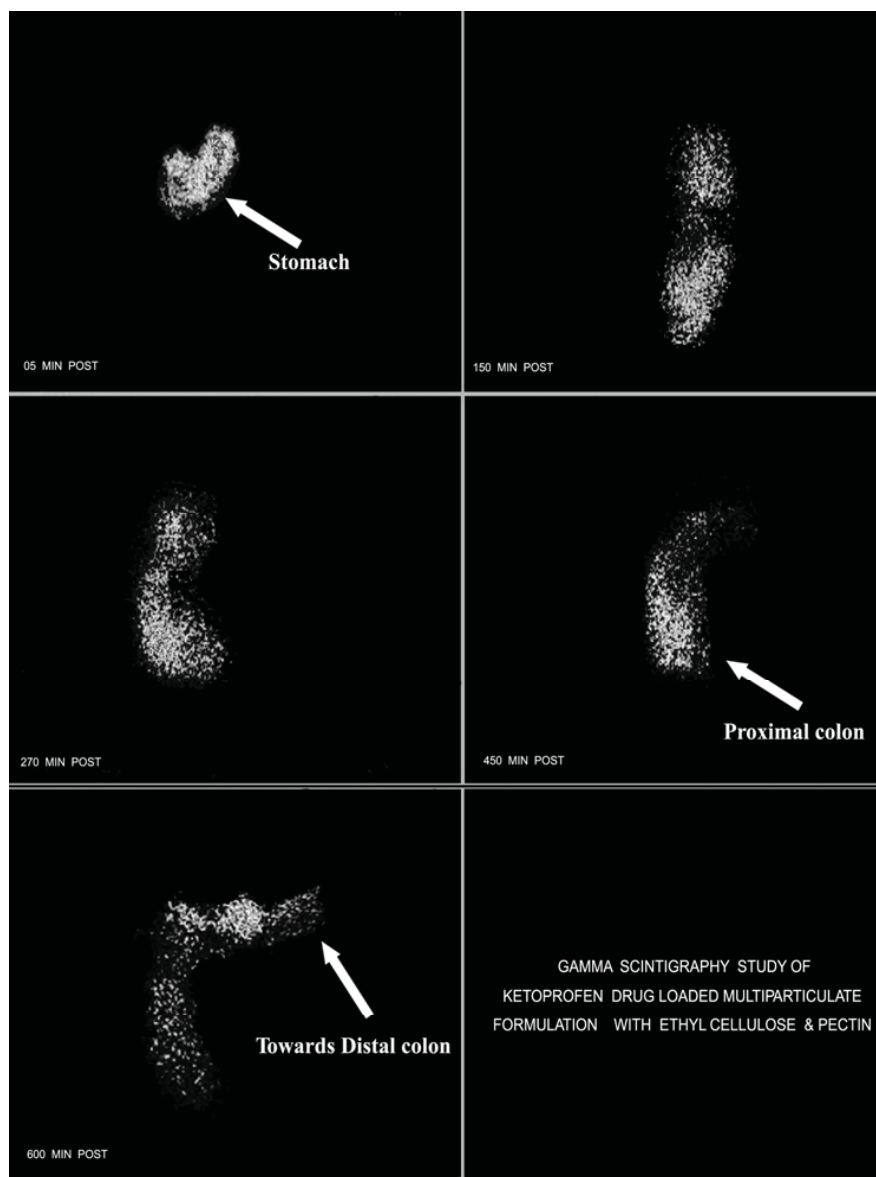 Stomach
05 MIN POST
150 MIN POST
270 MIN POST
Proximal colon
450 MIN POST
Towards Distal colon
600 MIN POST
GAMMA SCINTIGRAPHY STUDY OF
KETOPROFEN DRUG LOADED MULTIPARTICULATE
FORMULATION WITH ETHYL CELLULOSE & PECTIN